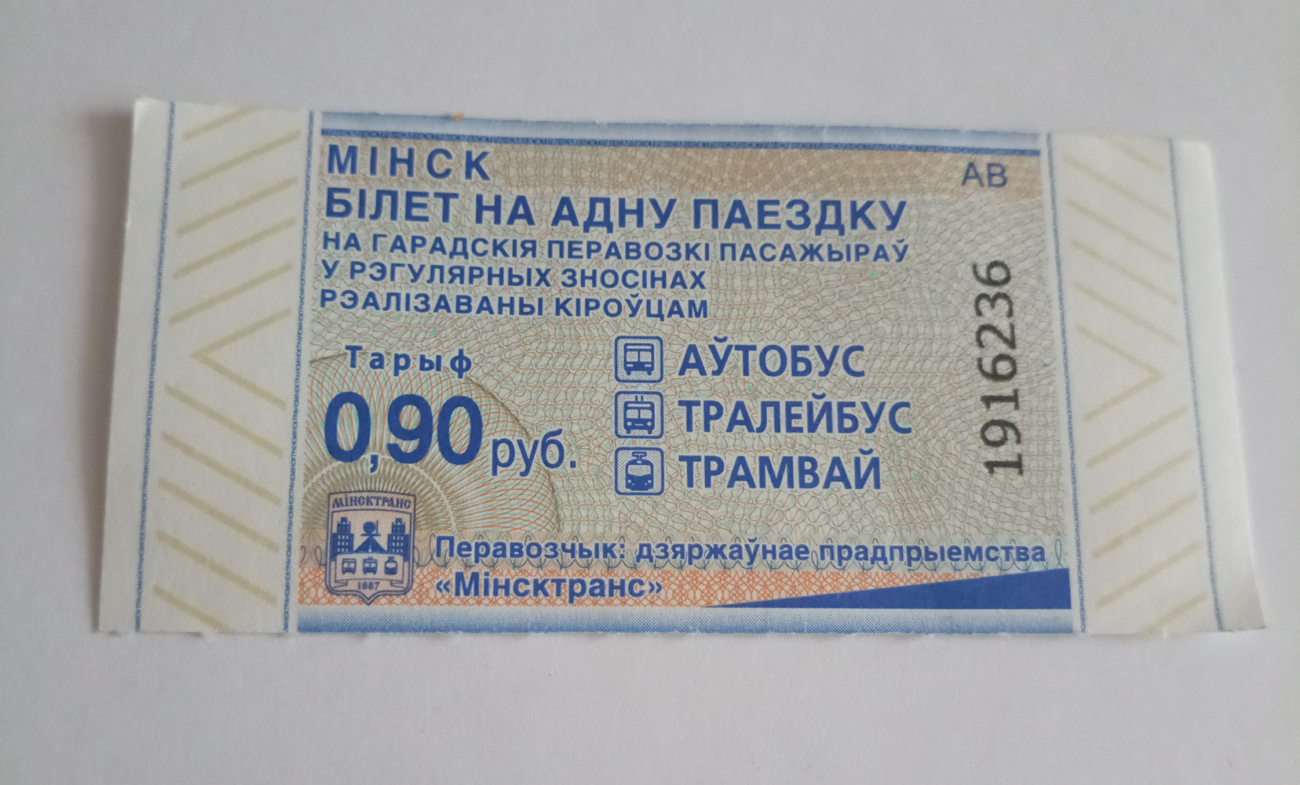 МІНСК
АВ
БІЛЕТ НА АДНУ ПАЕЗДКУ
НА ГАРАДСКІЯ ПЕРАВОЗКІ ПАСАЖЫРАЎ
У РЭГУЛЯРНЫХ ЗНОСІНАХ
РЭАЛІЗАВАНЫ КІРОЎЦАМ
Тарыф
0,90 руб.
АЎТОБУС
ТРАЛЕЙБУС
ТРАМВАЙ
1916236
МІНСКТРАНС
1887
Перавозчык: дзяржаўнае прадпрыемства
«Мінсктранс»